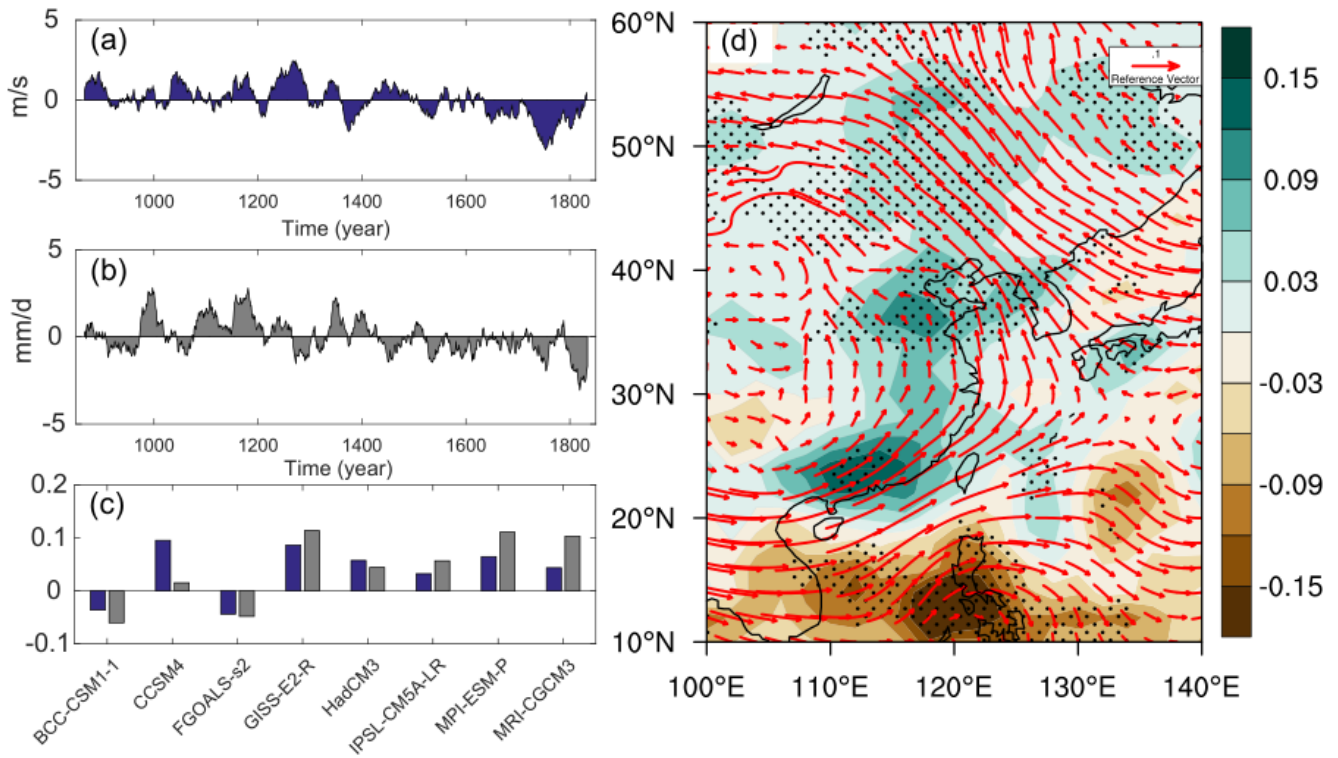 (a)
m/s
5
0
-5
1000 1200 1400 1600 1800
Time (year)
(b)
mm/d
5
0
-5
1000 1200 1400 1600 1800
Time (year)
(c)
0.2
0.1
0
-0.1
BCC-CSM1-1
CCSM4
FGOALS-s2
GISS-E2-R
HadCM3
IPSL-CM5A-LR
MPI-ESM-P
MRI-CGCM3
(d)
.1
Reference Vector
60°N
50°N
40°N
30°N
20°N
10°N
100°E 110°E 120°E 130°E 140°E
0.15
0.09
0.03
-0.03
-0.09
-0.15